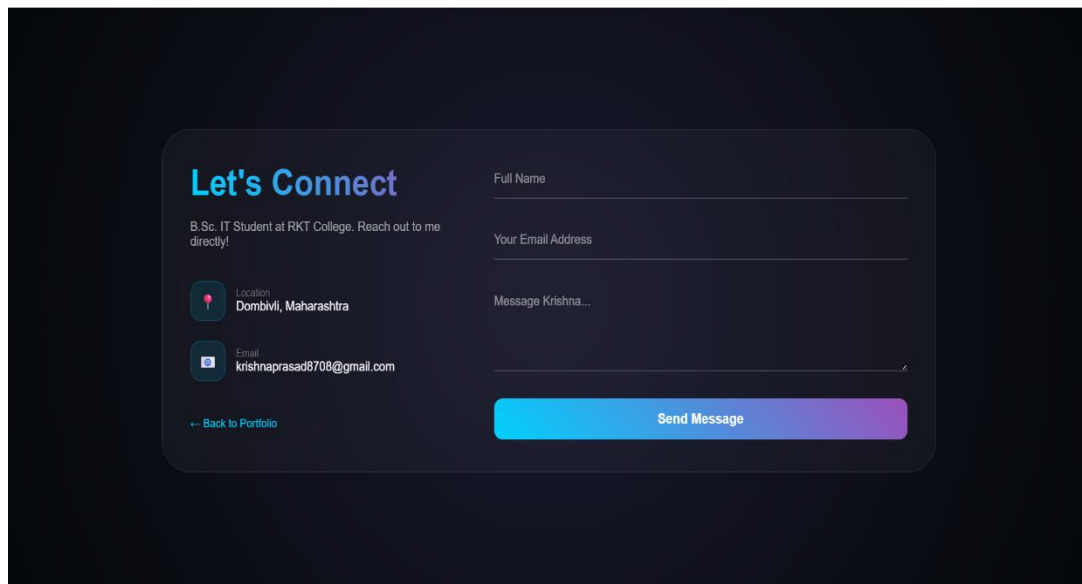 Let's Connect
B.Sc. IT Student at RKT College. Reach out to me
directly!
Location
Dombivli, Maharashtra
Email
krishnaprasad8708@gmail.com
← Back to Portfolio
Full Name
Your Email Address
Message Krishna...
Send Message